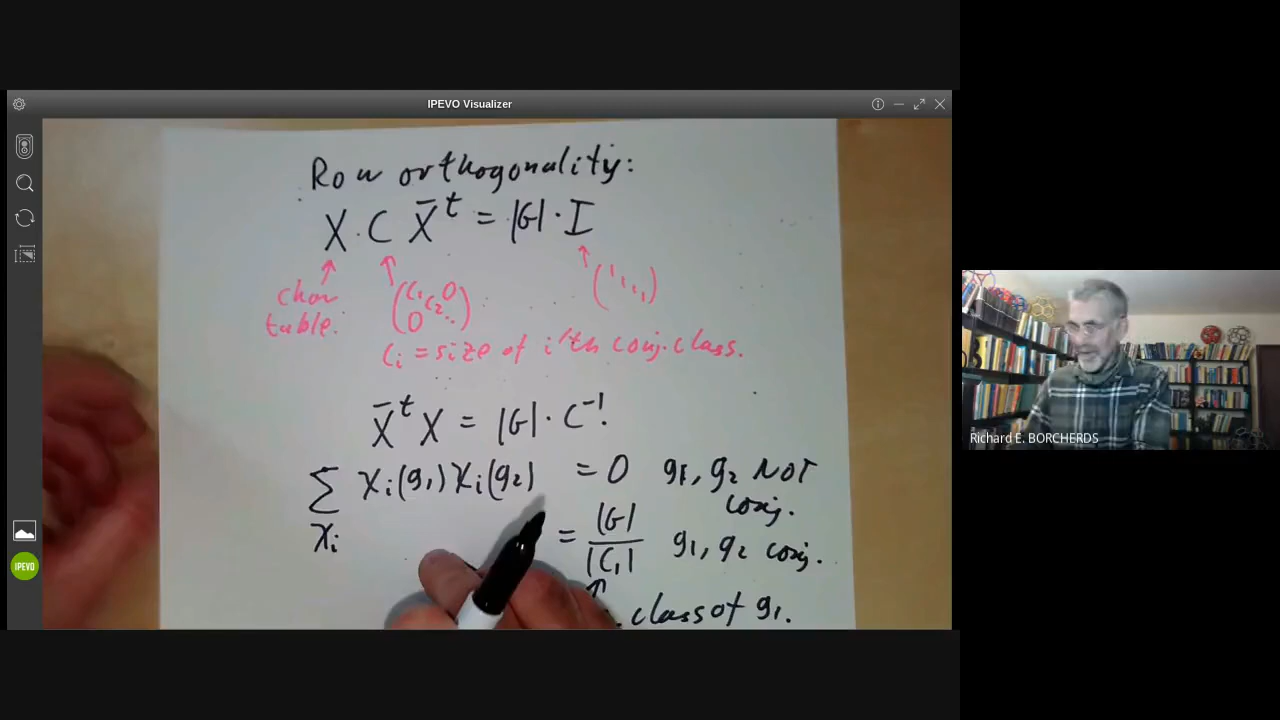 IPEVO Visualizer
Row orthogonality:
X · C X̄ᵗ = |G| · I
char table.
(C₁ C₂ 0 0 ⋱)
(1 1 1 1)
Cᵢ = size of i'th conj. class.
X̄ᵗ X = |G| · C⁻¹.
∑ χᵢ(g₁) χᵢ(g₂) = 0 g₁, g₂ NOT conj.
χᵢ
= |G| / |C₁| g₁, g₂ conj.
class of g₁.
Richard E. BORCHERDS
IPEVO